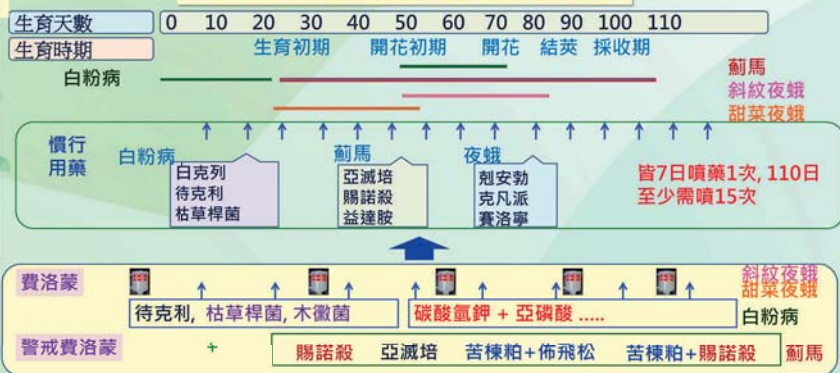 生育天數 0 10 20 30 40 50 60 70 80 90 100 110
生育時期 生育初期 開花初期 開花 結莢 採收期
白粉病
薊馬
斜紋夜蛾
甜菜夜蛾
慣行
用藥
白粉病
白克列
待克利
枯草桿菌
薊馬
亞滅培
賜諾殺
益達胺
夜蛾
剋安勃
克凡派
賽洛寧
皆7日噴藥1次, 110日
至少需噴15次
費洛蒙
斜紋夜蛾
甜菜夜蛾
待克利, 枯草桿菌, 木黴菌
碳酸氫鉀 + 亞磷酸 .....
白粉病
警戒費洛蒙 + 賜諾殺 亞滅培 苦楝粕+佈飛松 苦楝粕+賜諾殺 薊馬